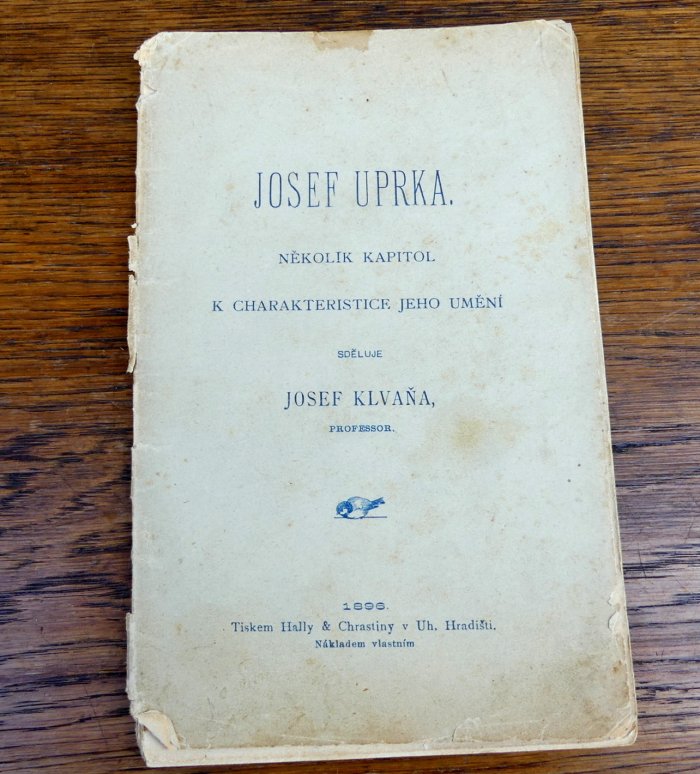 JOSEF UPRKA.
NĚKOLIK KAPITOL
K CHARAKTERISTICE JEHO UMĚNÍ
SDĚLUJE
JOSEF KLVAŇA,
PROFESSOR.
1896.
Tiskem Hally & Chrastiny v Uh. Hradišti.
Nákladem vlastním